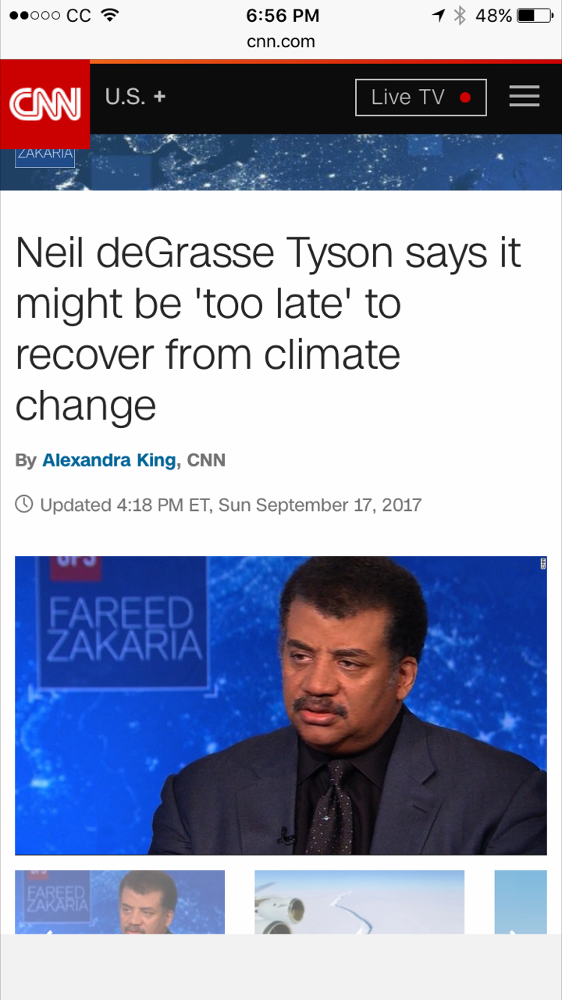 CC 6:56 PM 48%
cnn.com
CNN U.S. + Live TV
ZAKARIA
Neil deGrasse Tyson says it
might be 'too late' to
recover from climate
change
By Alexandra King, CNN
Updated 4:18 PM ET, Sun September 17, 2017
GPS
CNN
FAREED
ZAKARIA
FAREED
ZAKARIA